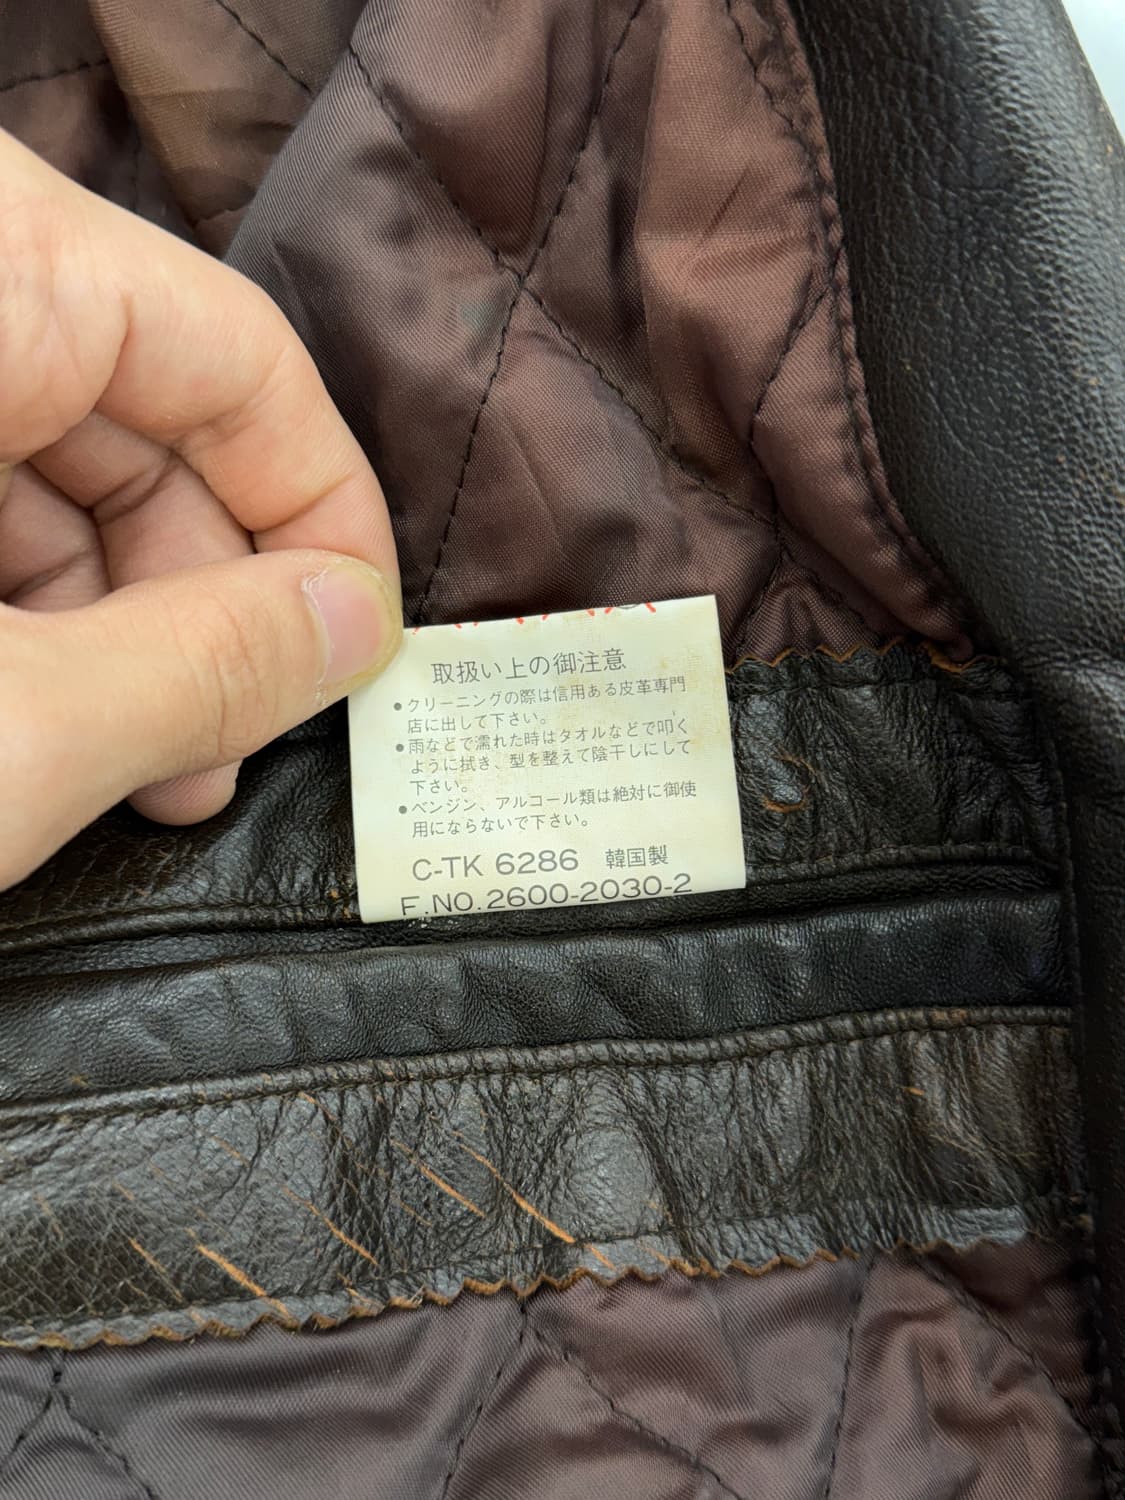 取扱い上の御注意
●クリーニングの際は信用ある皮革専門
店に出して下さい。
●雨などで濡れた時はタオルなどで叩く
ように拭き、型を整えて陰干しにして
下さい。
●ベンジン、アルコール類は絶対に御使
用にならないで下さい。
C-TK 6286 韓国製
F.NO.2600-2030-2